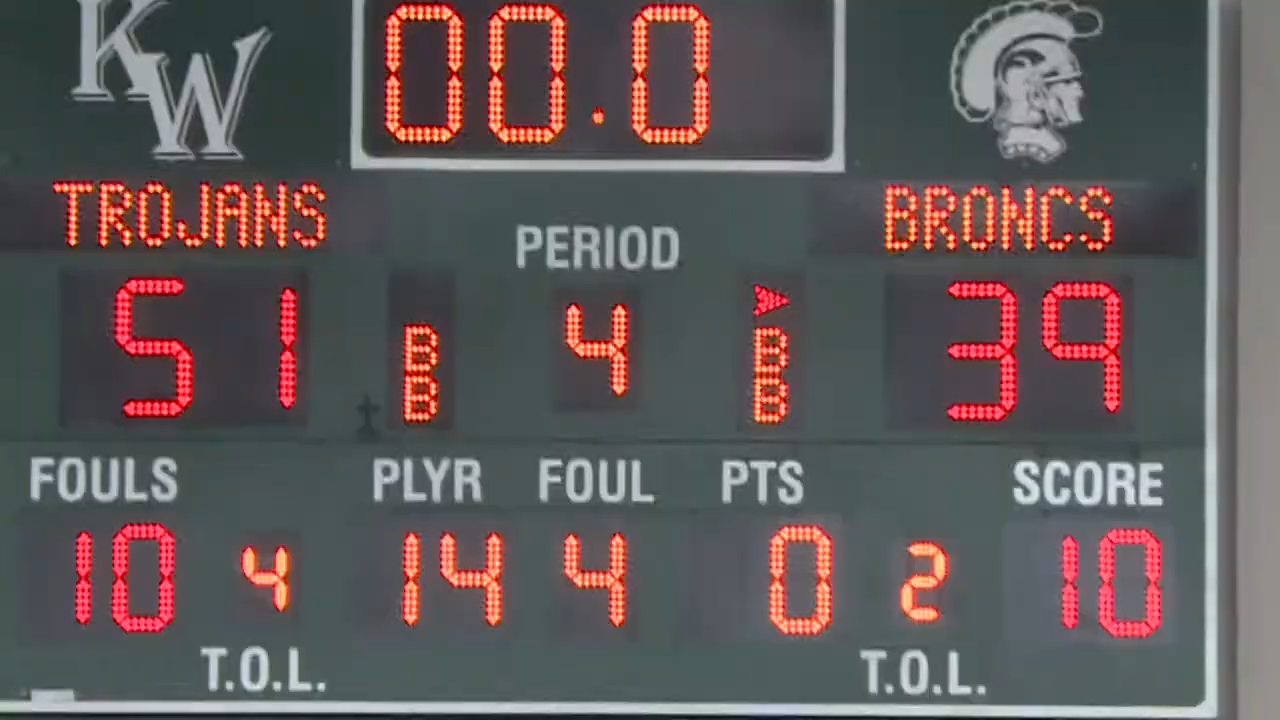 KW
00.0
TROJANS
BRONCS
PERIOD
51
B
B
4
B
B
39
FOULS
PLYR
FOUL
PTS
SCORE
10
4
14
4
0
2
10
T.O.L.
T.O.L.